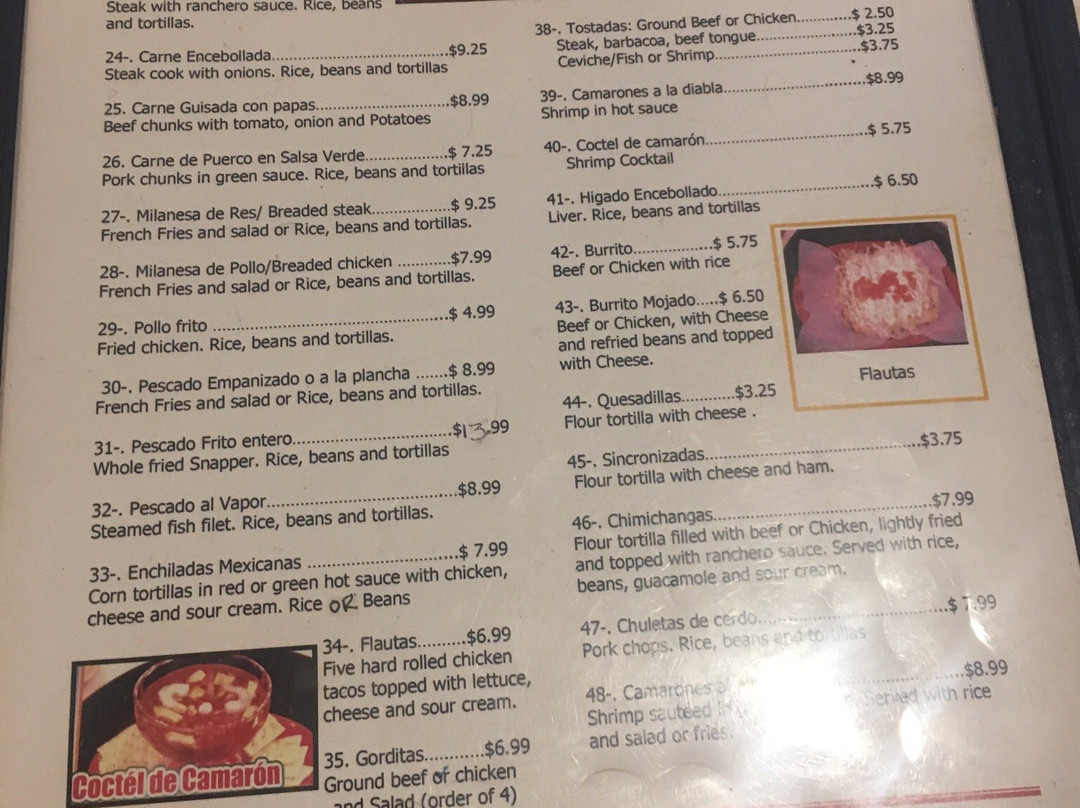 Steak with ranchero sauce. Rice, beans
and tortillas.
24-. Carne Encebollada..............................$9.25
Steak cook with onions. Rice, beans and tortillas
25. Carne Guisada con papas......................$8.99
Beef chunks with tomato, onion and Potatoes
26. Carne de Puerco en Salsa Verde..............$ 7.25
Pork chunks in green sauce. Rice, beans and tortillas
27-. Milanesa de Res/ Breaded steak.............$ 9.25
French Fries and salad or Rice, beans and tortillas.
28-. Milanesa de Pollo/Breaded chicken .........$7.99
French Fries and salad or Rice, beans and tortillas.
29-. Pollo frito .......................................$ 4.99
Fried chicken. Rice, beans and tortillas.
30-. Pescado Empanizado o a la plancha ......$ 8.99
French Fries and salad or Rice, beans and tortillas.
31-. Pescado Frito entero...........................$13.99
Whole fried Snapper. Rice, beans and tortillas
32-. Pescado al Vapor................................$8.99
Steamed fish filet. Rice, beans and tortillas.
33-. Enchiladas Mexicanas .........................$ 7.99
Corn tortillas in red or green hot sauce with chicken,
cheese and sour cream. Rice OR Beans
34-. Flautas.........$6.99
Five hard rolled chicken
tacos topped with lettuce,
cheese and sour cream.
35. Gorditas...........$6.99
Ground beef or chicken
and Salad (order of 4)
Coctél de Camarón
38-. Tostadas: Ground Beef or Chicken...........$ 2.50
Steak, barbacoa, beef tongue....................$3.25
Ceviche/Fish or Shrimp.............................$3.75
39-. Camarones a la diabla..........................$8.99
Shrimp in hot sauce
40-. Coctel de camarón..............................$ 5.75
Shrimp Cocktail
41-. Higado Encebollado............................$ 6.50
Liver. Rice, beans and tortillas
42-. Burrito...............$ 5.75
Beef or Chicken with rice
43-. Burrito Mojado.....$ 6.50
Beef or Chicken, with Cheese
and refried beans and topped
with Cheese.
Flautas
44-. Quesadillas...........$3.25
Flour tortilla with cheese .
45-. Sincronizadas.......................................$3.75
Flour tortilla with cheese and ham.
46-. Chimichangas.......................................$7.99
Flour tortilla filled with beef or Chicken, lightly fried
and topped with ranchero sauce. Served with rice,
beans, guacamole and sour cream.
47-. Chuletas de cerdo..................................$ 7.99
Pork chops. Rice, beans and tortillas
48-. Camarones al ..............$8.99
Shrimp sauteed Served with rice
and salad or fries.